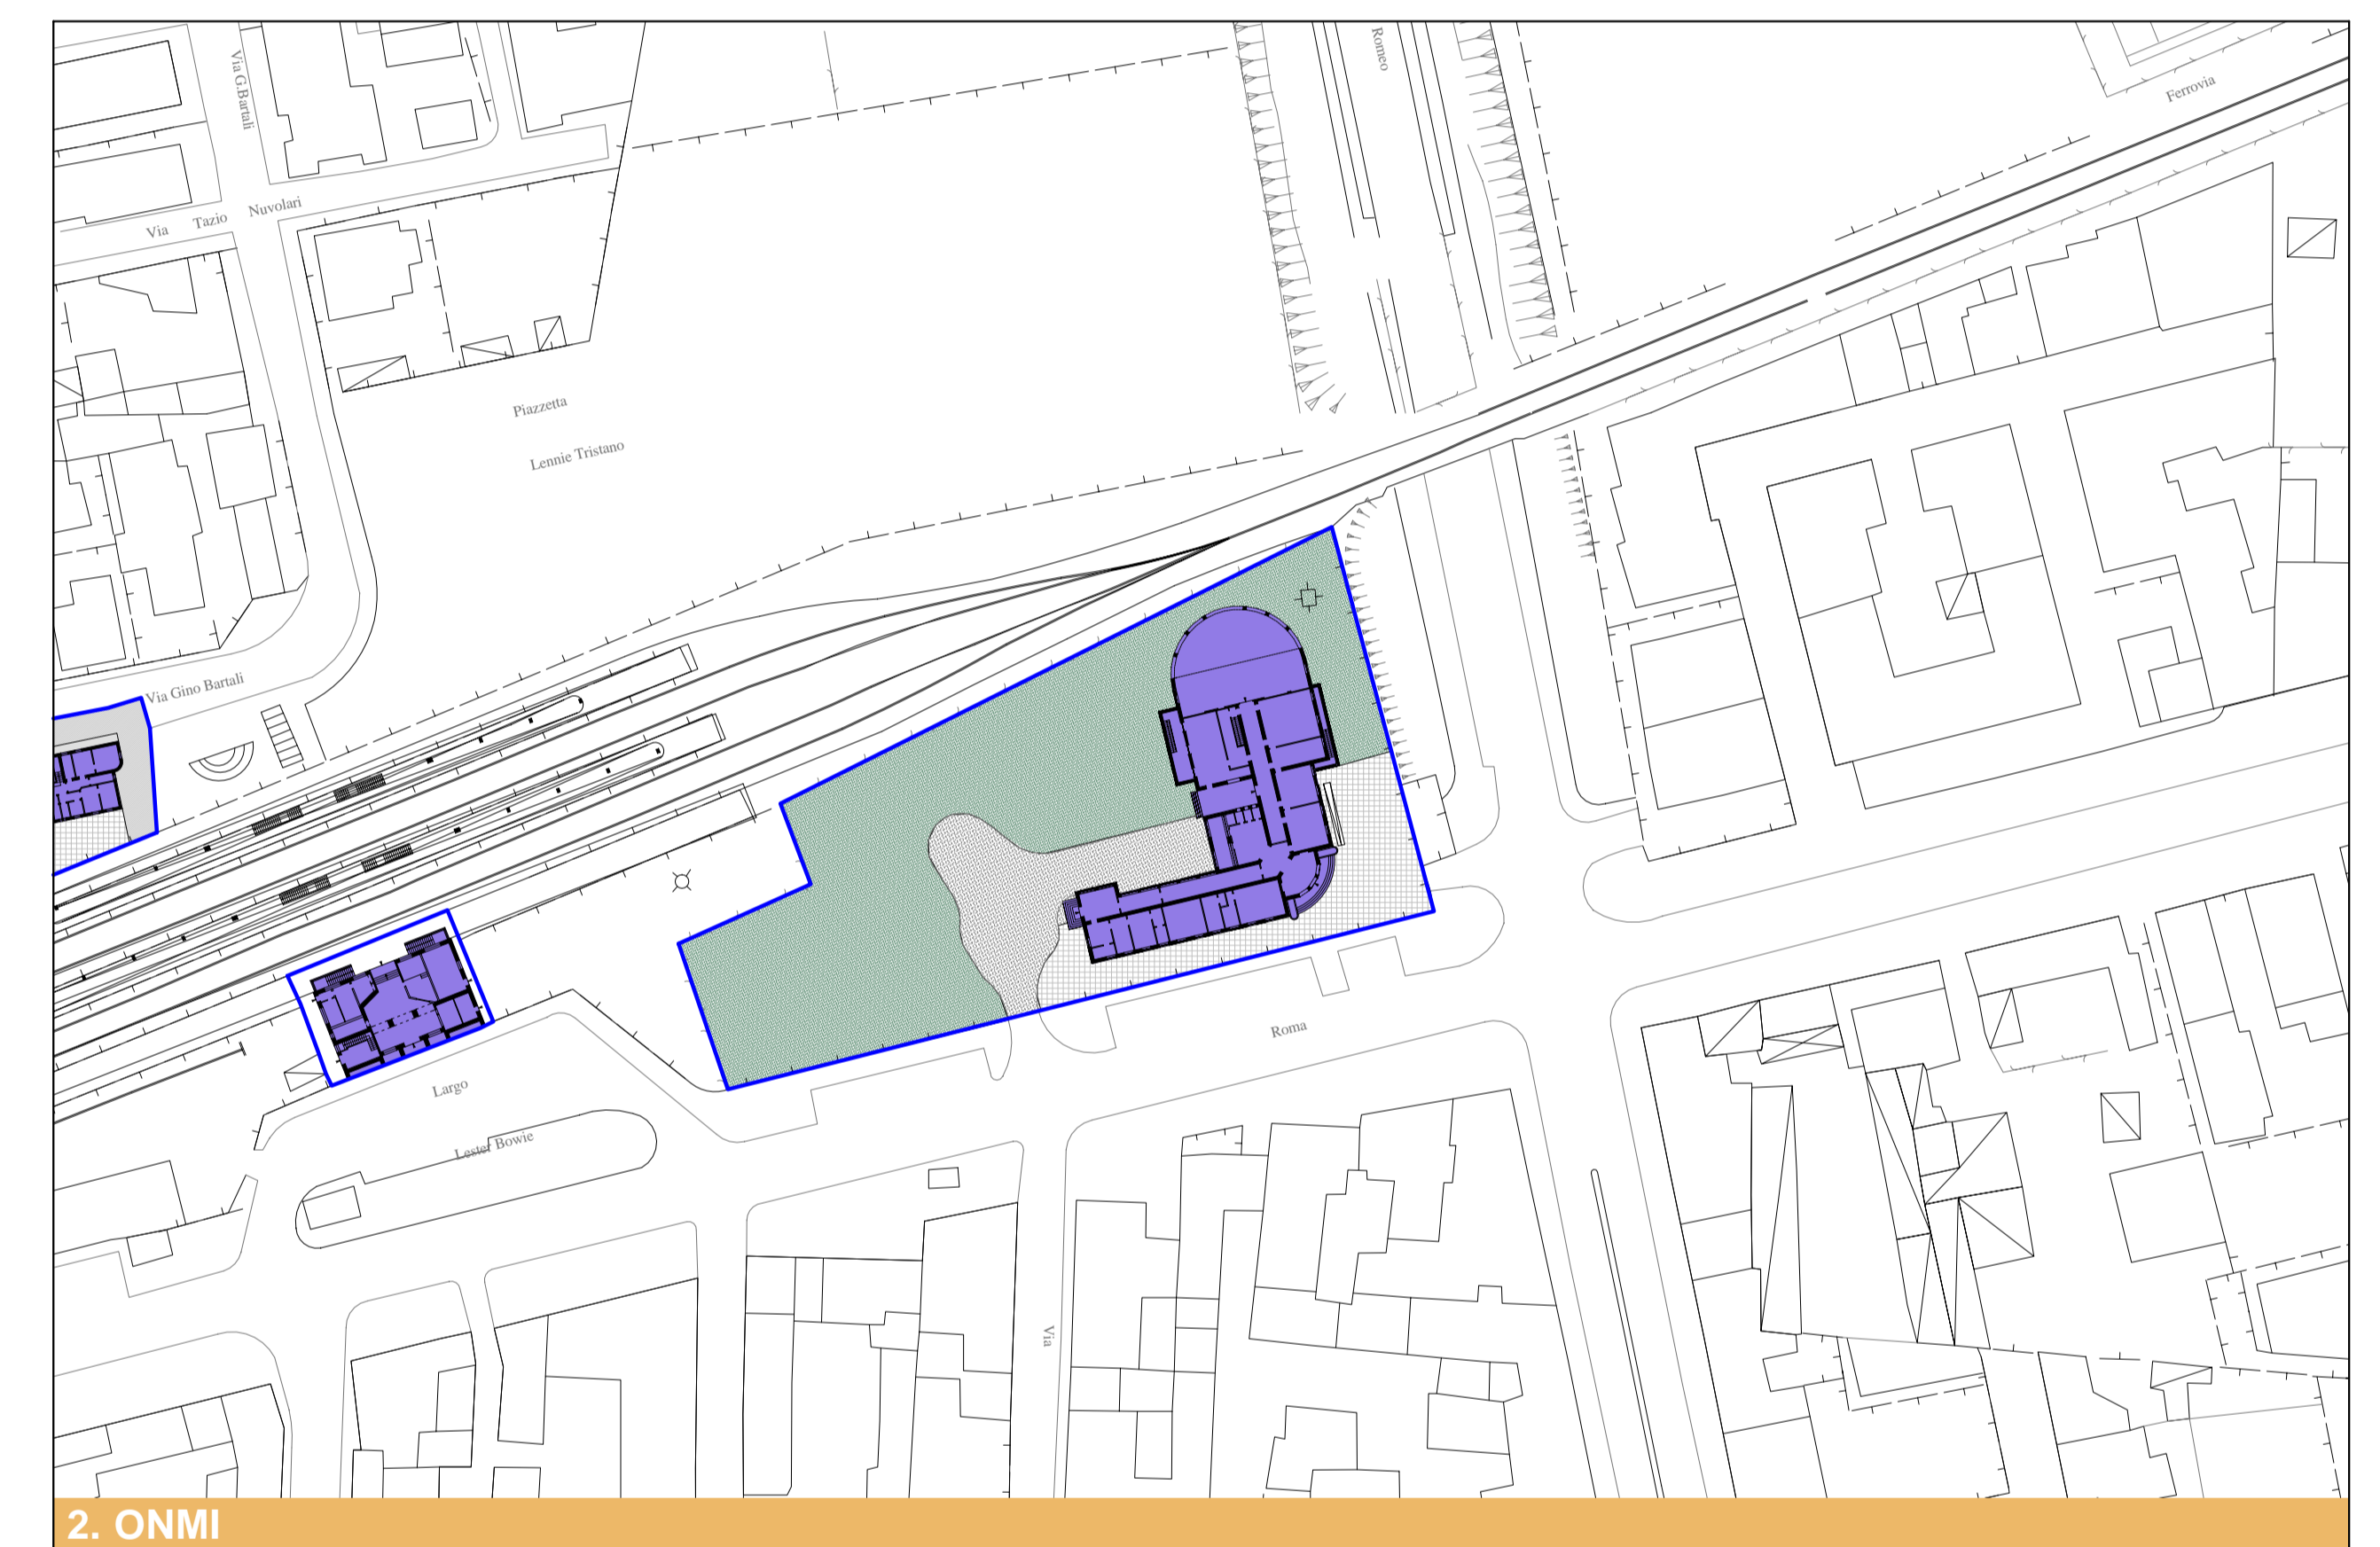 Via G.Bartali
Romeo
Ferrovia
Via Tazio Nuvolari
Piazzetta
Lennie Tristano
Via Gino Bartali
Roma
Largo
Lester Bowie
Via
2. ONMI